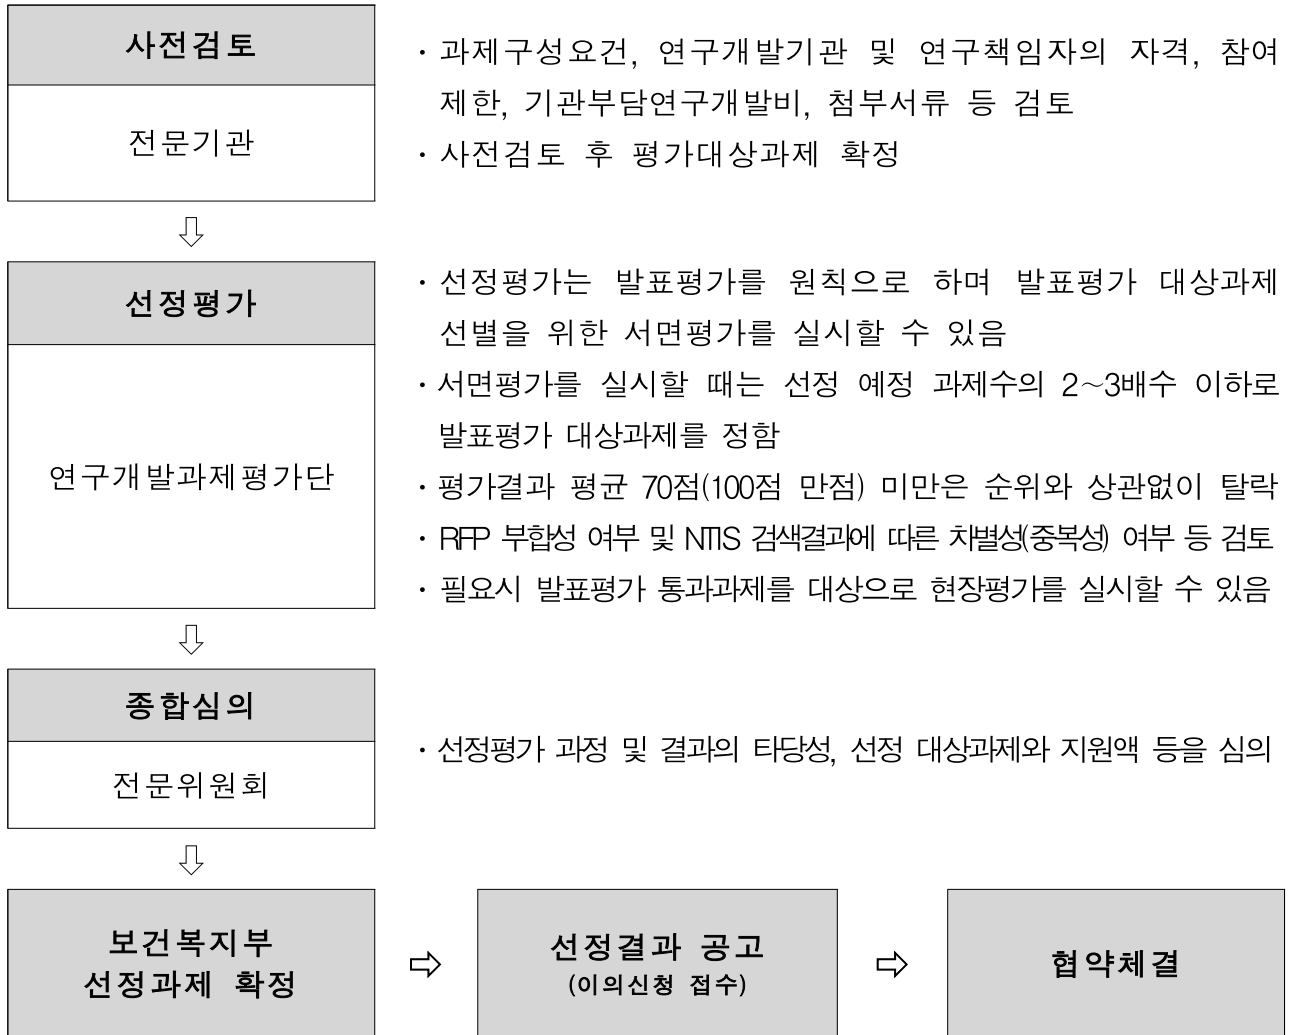 사전검토
전문기관
· 과제구성요건, 연구개발기관 및 연구책임자의 자격, 참여
제한, 기관부담연구개발비, 첨부서류 등 검토
· 사전검토 후 평가대상과제 확정
⇩
선정평가
연구개발과제평가단
· 선정평가는 발표평가를 원칙으로 하며 발표평가 대상과제
선별을 위한 서면평가를 실시할 수 있음
· 서면평가를 실시할 때는 선정 예정 과제수의 2~3배수 이하로
발표평가 대상과제를 정함
· 평가결과 평균 70점(100점 만점) 미만은 순위와 상관없이 탈락
· RFP 부합성 여부 및 NTIS 검색결과에 따른 차별성(중복성) 여부 등 검토
· 필요시 발표평가 통과과제를 대상으로 현장평가를 실시할 수 있음
⇩
종합심의
전문위원회
· 선정평가 과정 및 결과의 타당성, 선정 대상과제와 지원액 등을 심의
⇩
보건복지부
선정과제 확정
⇨
선정결과 공고
(이의신청 접수)
⇨
협약체결